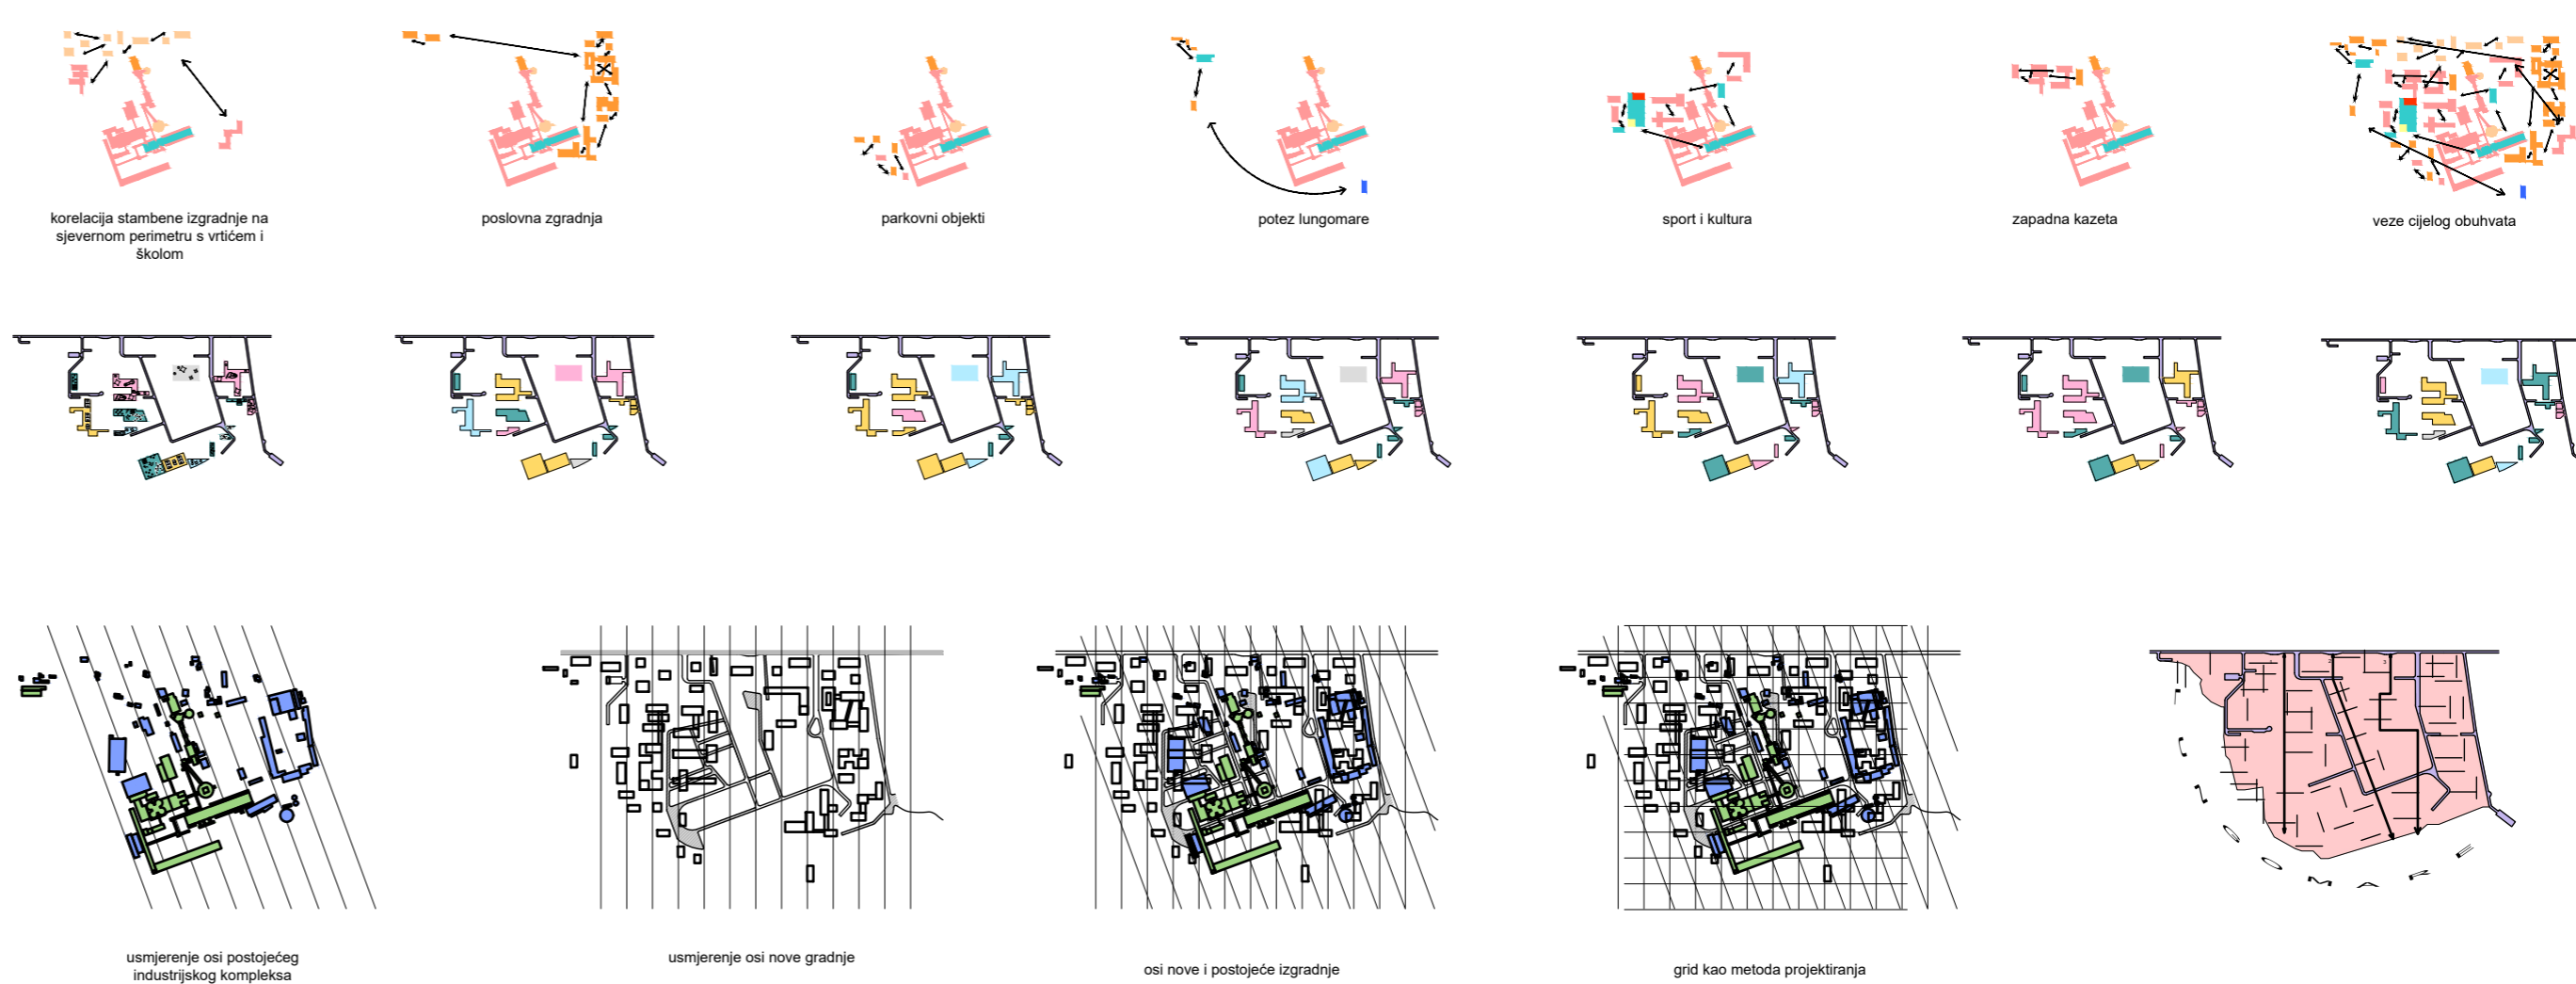 korelacija stambene izgradnje na
sjevernom perimetru s vrtićem i
školom
poslovna zgradnja
parkovni objekti
potez lungomare
sport i kultura
zapadna kazeta
veze cijelog obuhvata
usmjerenje osi postojećeg
industrijskog kompleksa
usmjerenje osi nove gradnje
osi nove i postojeće izgradnje
grid kao metoda projektiranja